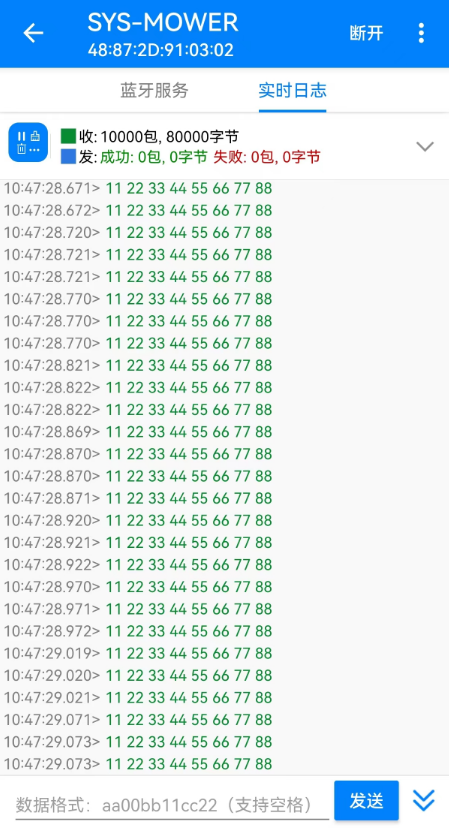 SYS-MOWER
48:87:2D:91:03:02
断开
蓝牙服务 实时日志
收: 10000包, 80000字节
发: 成功: 0包, 0字节 失败: 0包, 0字节
10:47:28.671> 11 22 33 44 55 66 77 88
10:47:28.672> 11 22 33 44 55 66 77 88
10:47:28.720> 11 22 33 44 55 66 77 88
10:47:28.721> 11 22 33 44 55 66 77 88
10:47:28.721> 11 22 33 44 55 66 77 88
10:47:28.770> 11 22 33 44 55 66 77 88
10:47:28.770> 11 22 33 44 55 66 77 88
10:47:28.770> 11 22 33 44 55 66 77 88
10:47:28.821> 11 22 33 44 55 66 77 88
10:47:28.822> 11 22 33 44 55 66 77 88
10:47:28.822> 11 22 33 44 55 66 77 88
10:47:28.869> 11 22 33 44 55 66 77 88
10:47:28.870> 11 22 33 44 55 66 77 88
10:47:28.870> 11 22 33 44 55 66 77 88
10:47:28.871> 11 22 33 44 55 66 77 88
10:47:28.920> 11 22 33 44 55 66 77 88
10:47:28.921> 11 22 33 44 55 66 77 88
10:47:28.922> 11 22 33 44 55 66 77 88
10:47:28.970> 11 22 33 44 55 66 77 88
10:47:28.971> 11 22 33 44 55 66 77 88
10:47:28.972> 11 22 33 44 55 66 77 88
10:47:29.019> 11 22 33 44 55 66 77 88
10:47:29.020> 11 22 33 44 55 66 77 88
10:47:29.021> 11 22 33 44 55 66 77 88
10:47:29.071> 11 22 33 44 55 66 77 88
10:47:29.073> 11 22 33 44 55 66 77 88
10:47:29.073> 11 22 33 44 55 66 77 88
数据格式: aa00bb11cc22（支持空格） 发送